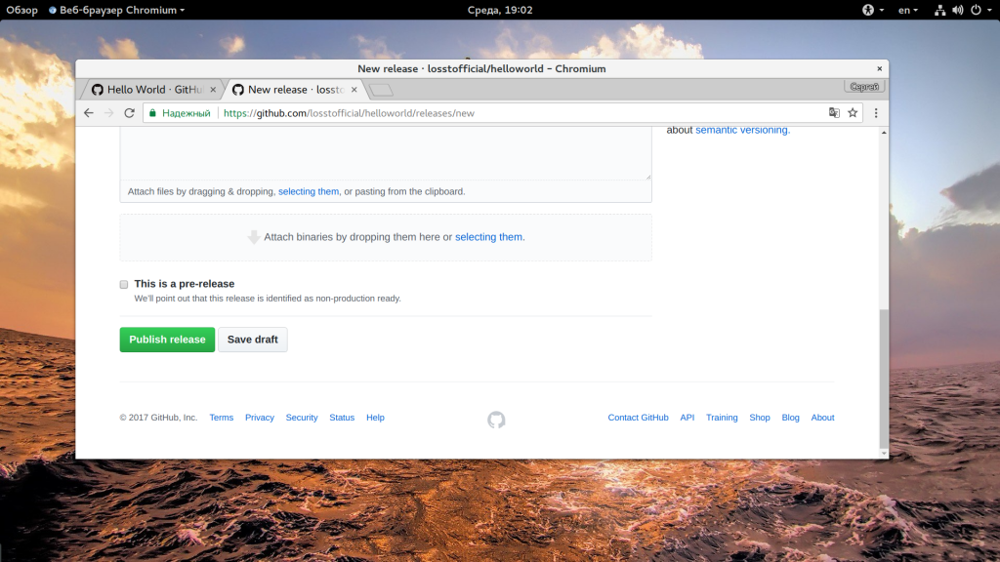 Обзор Веб-браузер Chromium Среда, 19:02 en
New release · losstofficial/helloworld – Chromium
Hello World · GitHu New release · lossto Сергей
Надежный https://github.com/losstofficial/helloworld/releases/new
about semantic versioning.
Attach files by dragging & dropping, selecting them, or pasting from the clipboard.
Attach binaries by dropping them here or selecting them.
This is a pre-release
We'll point out that this release is identified as non-production ready.
Publish release Save draft
© 2017 GitHub, Inc. Terms Privacy Security Status Help Contact GitHub API Training Shop Blog About